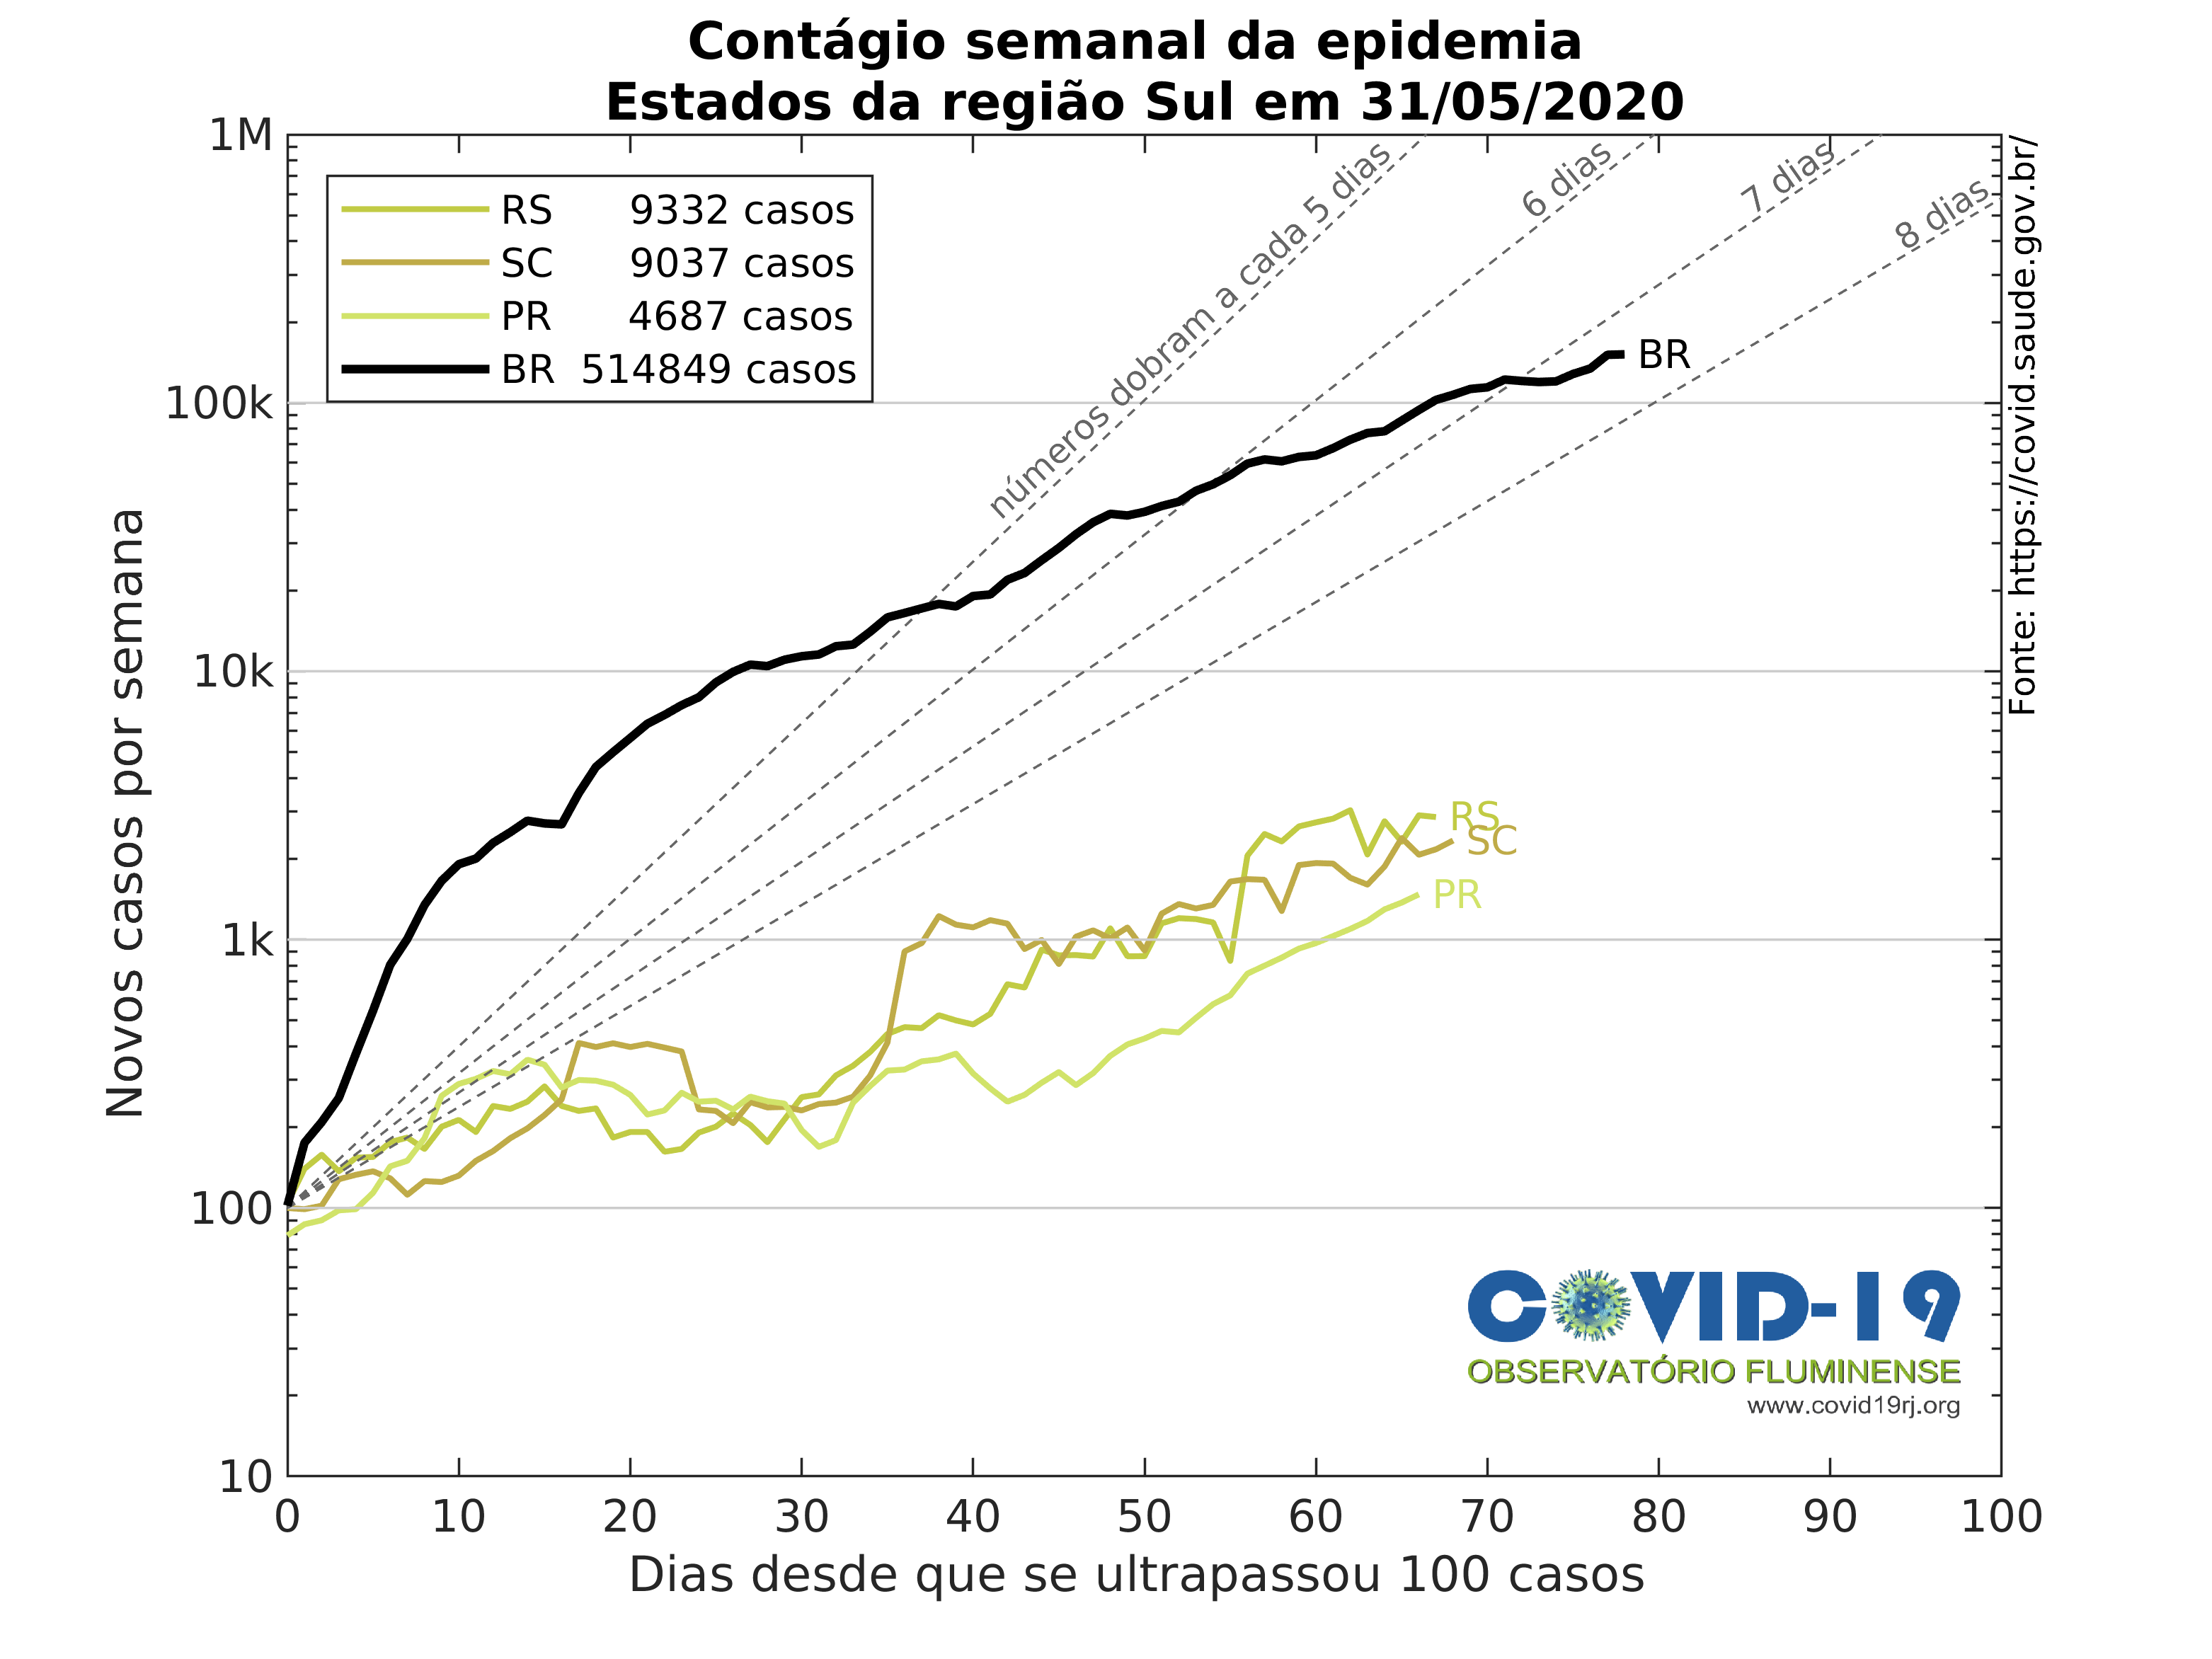 Contágio semanal da epidemia
Estados da região Sul em 31/05/2020
1M
100k
10k
1k
100
10
Novos casos por semana
RS 9332 casos
SC 9037 casos
PR 4687 casos
BR 514849 casos
números dobram a cada 5 dias
6 dias
7 dias
8 dias
BR
RS
SC
PR
Fonte: https://covid.saude.gov.br/
COVID-19
OBSERVATÓRIO FLUMINENSE
www.covid19rj.org
0 10 20 30 40 50 60 70 80 90 100
Dias desde que se ultrapassou 100 casos